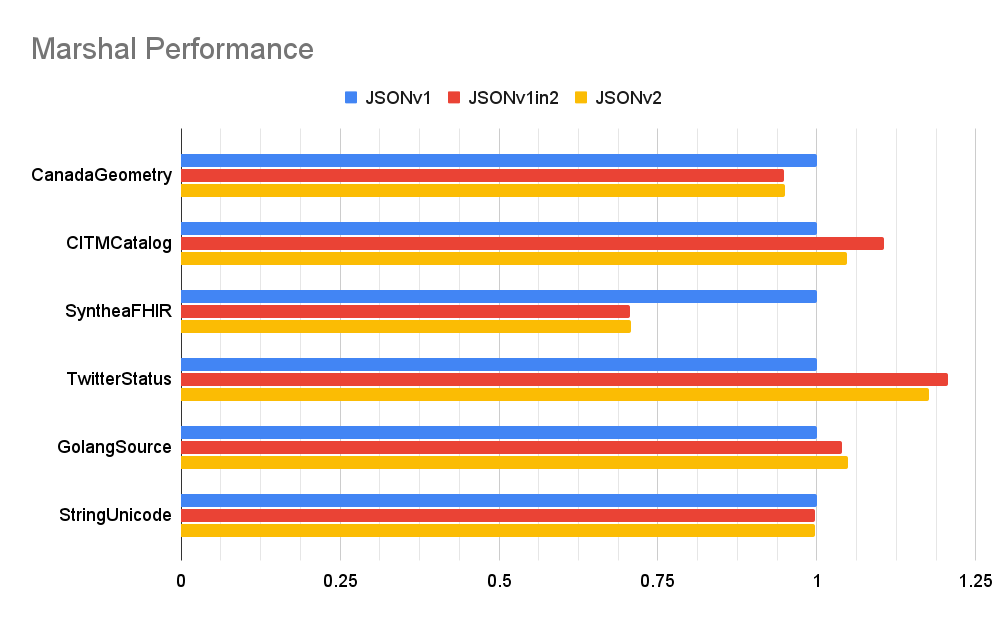 Marshal Performance
JSONv1 JSONv1in2 JSONv2
CanadaGeometry
CITMCatalog
SyntheaFHIR
TwitterStatus
GolangSource
StringUnicode
0 0.25 0.5 0.75 1 1.25